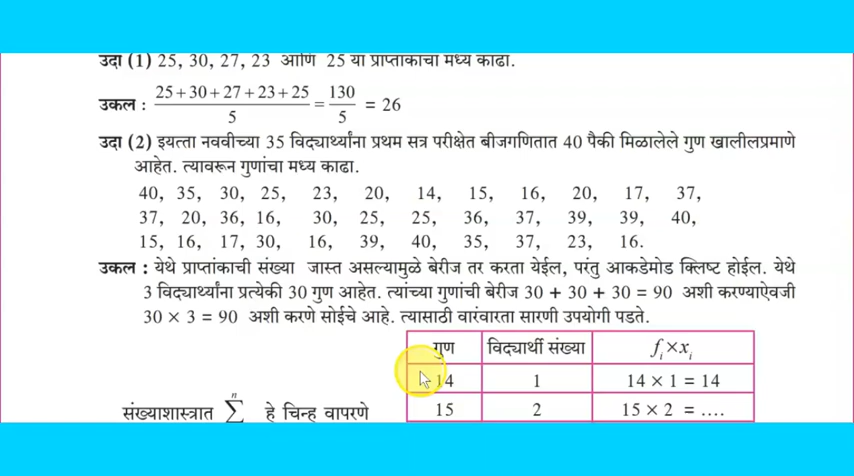 उदा (1) 25, 30, 27, 23 आणि 25 या प्राप्तांकाचा मध्य काढा.
उकल : 25+30+27+23+25 / 5 = 130 / 5 = 26
उदा (2) इयत्ता नववीच्या 35 विद्यार्थ्यांना प्रथम सत्र परीक्षेत बीजगणितात 40 पैकी मिळालेले गुण खालीलप्रमाणे
आहेत. त्यावरून गुणांचा मध्य काढा.
40, 35, 30, 25, 23, 20, 14, 15, 16, 20, 17, 37,
37, 20, 36, 16, 30, 25, 25, 36, 37, 39, 39, 40,
15, 16, 17, 30, 16, 39, 40, 35, 37, 23, 16.
उकल : येथे प्राप्तांकाची संख्या जास्त असल्यामुळे बेरीज तर करता येईल, परंतु आकडेमोड क्लिष्ट होईल. येथे
3 विद्यार्थ्यांना प्रत्येकी 30 गुण आहेत. त्यांच्या गुणांची बेरीज 30 + 30 + 30 = 90 अशी करण्याऐवजी
30 × 3 = 90 अशी करणे सोईचे आहे. त्यासाठी वारंवारता सारणी उपयोगी पडते.
गुण विद्यार्थी संख्या fᵢ×xᵢ
14 1 14 × 1 = 14
15 2 15 × 2 = ....
संख्याशास्त्रात n ∑ हे चिन्ह वापरणे